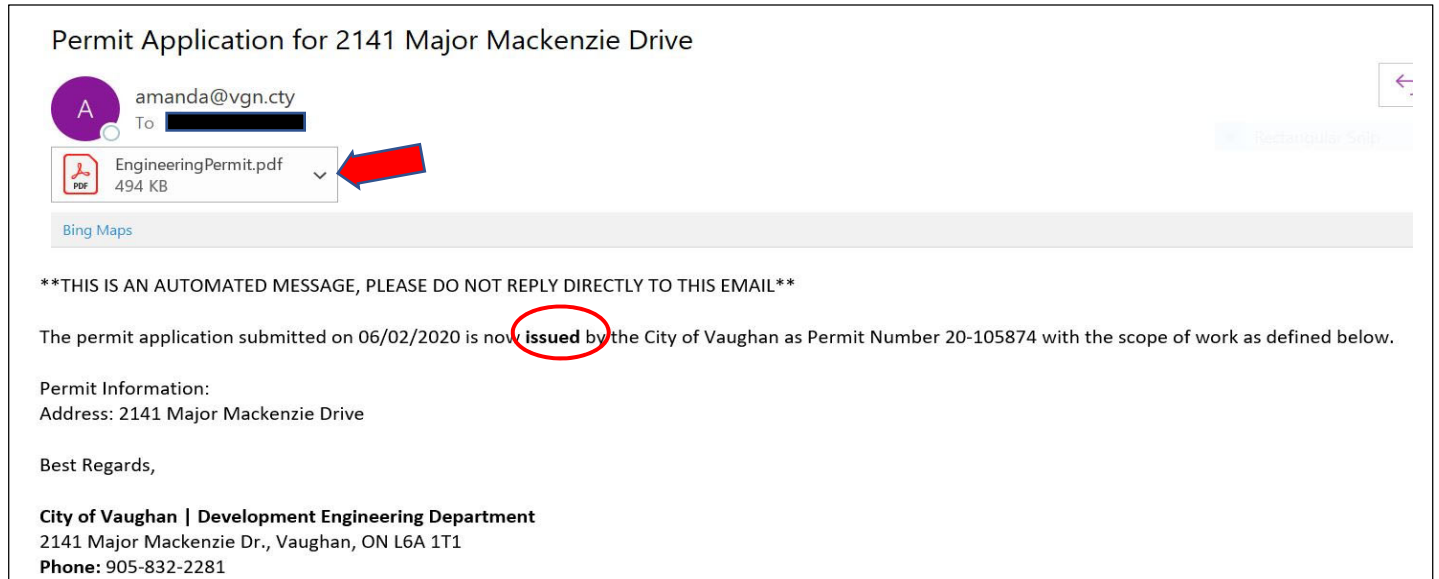 Permit Application for 2141 Major Mackenzie Drive
A
amanda@vgn.cty
To
EngineeringPermit.pdf
PDF
494 KB
Rectangular Snip
Bing Maps
**THIS IS AN AUTOMATED MESSAGE, PLEASE DO NOT REPLY DIRECTLY TO THIS EMAIL**
The permit application submitted on 06/02/2020 is now issued by the City of Vaughan as Permit Number 20-105874 with the scope of work as defined below.
Permit Information:
Address: 2141 Major Mackenzie Drive
Best Regards,
City of Vaughan | Development Engineering Department
2141 Major Mackenzie Dr., Vaughan, ON L6A 1T1
Phone: 905-832-2281